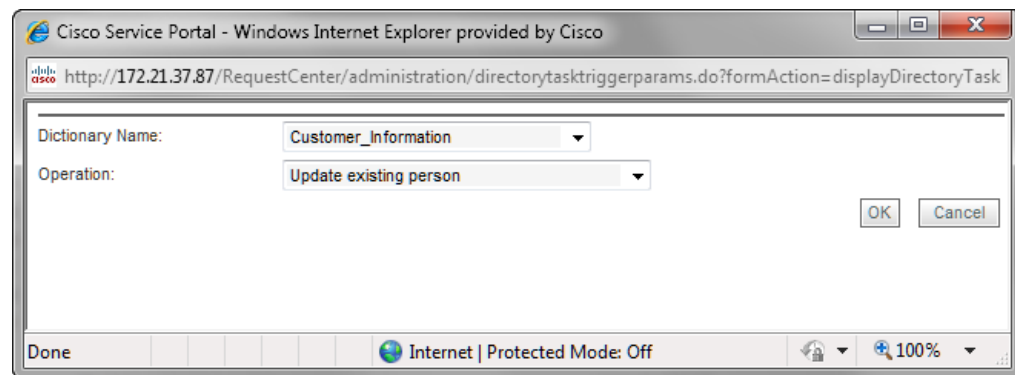 Cisco Service Portal - Windows Internet Explorer provided by Cisco
cisco http://172.21.37.87/RequestCenter/administration/directorytasktriggerparams.do?formAction=displayDirectoryTask
Dictionary Name: Customer_Information
Operation: Update existing person
OK Cancel
Done Internet | Protected Mode: Off 100%